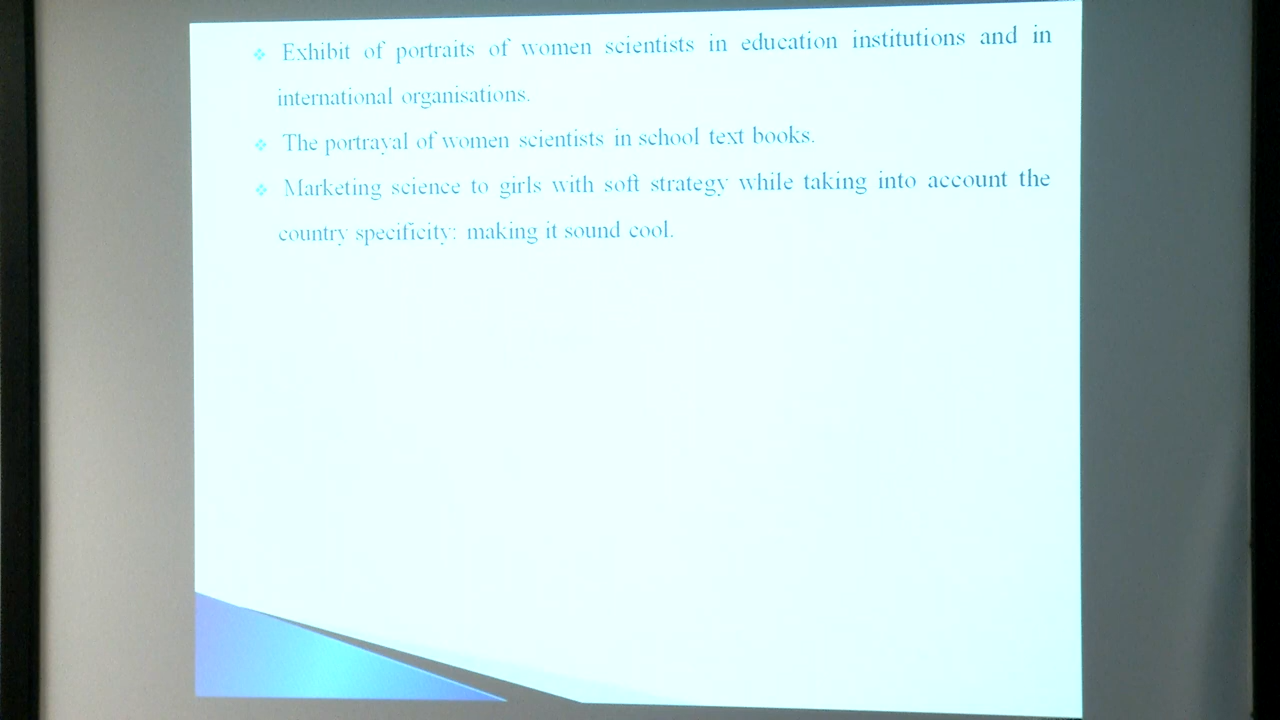 Exhibit of portraits of women scientists in education institutions and in
international organisations.
The portrayal of women scientists in school text books.
Marketing science to girls with soft strategy while taking into account the
country specificity: making it sound cool.